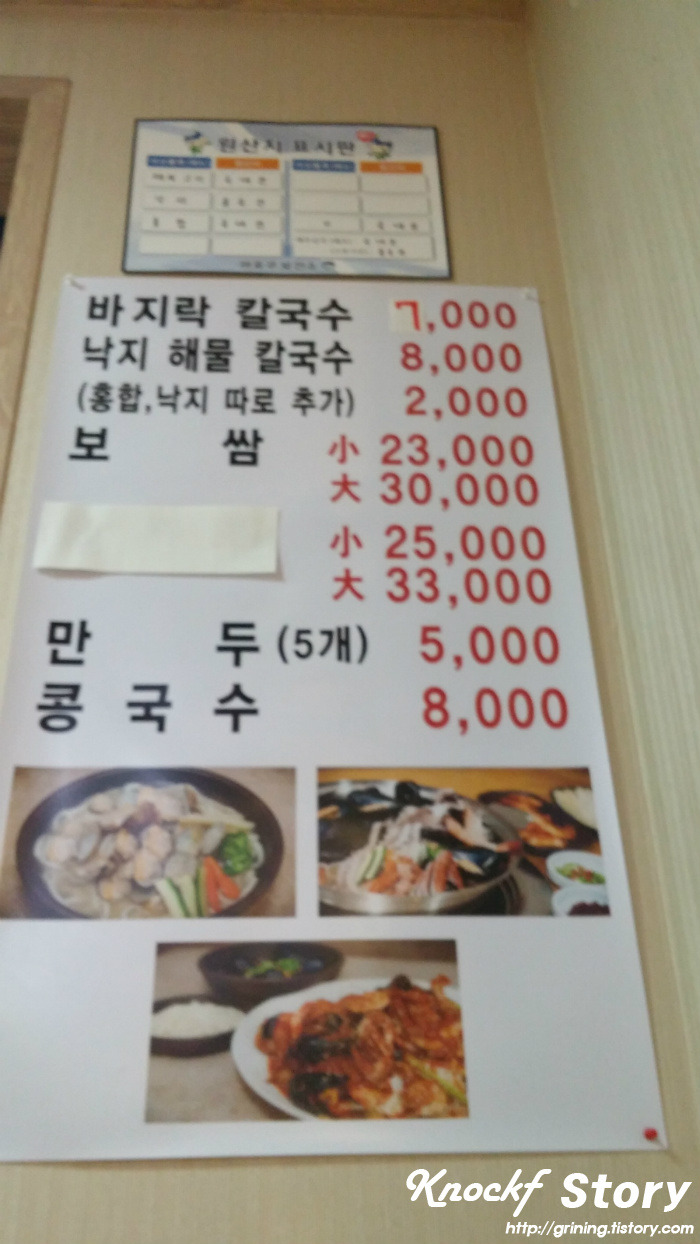 원산지 표시판
바지락 칼국수 7,000
낙지 해물 칼국수 8,000
(홍합,낙지 따로 추가) 2,000
보 쌈 小 23,000
大 30,000
小 25,000
大 33,000
만 두 (5개) 5,000
콩 국 수 8,000
Knockf Story
http://grining.tistory.com